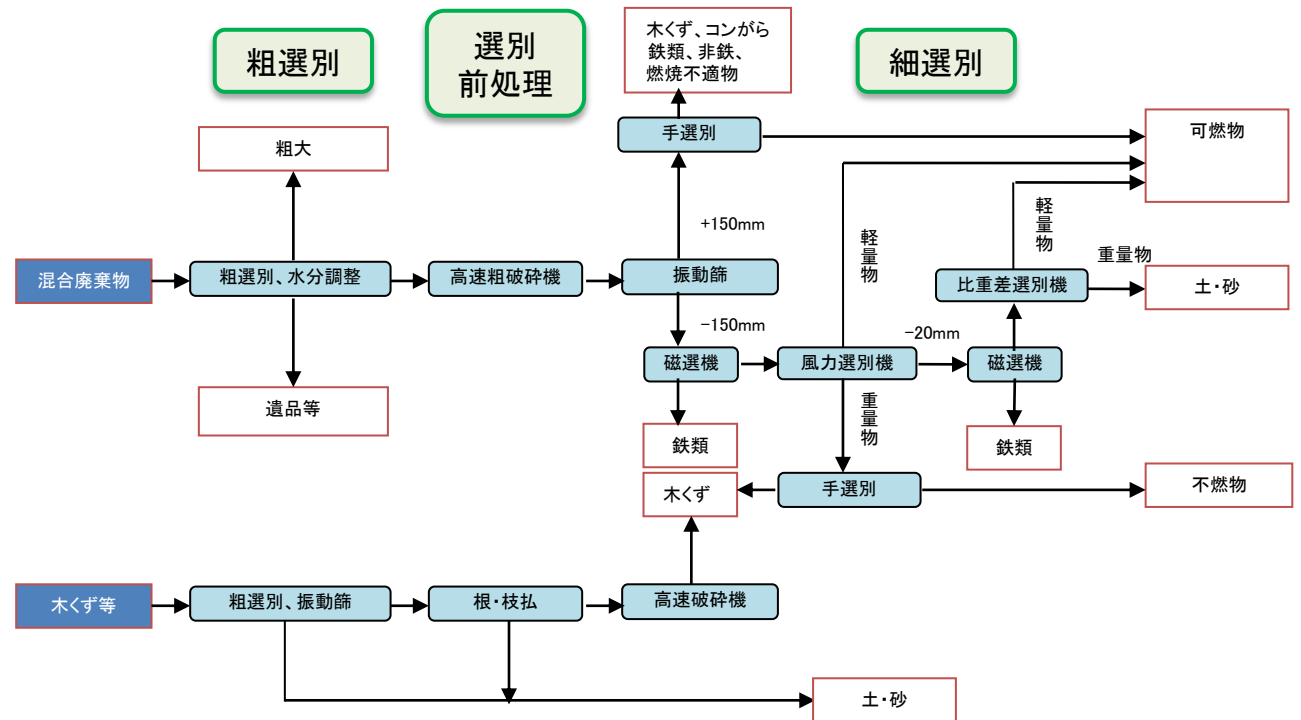 粗選別
選別
前処理
細選別
木くず、コンがら
鉄類、非鉄、
燃焼不適物
手選別
可燃物
粗大
+150mm
軽量物
軽量物
重量物
混合廃棄物
粗選別、水分調整
高速粗破砕機
振動篩
比重差選別機
土・砂
-150mm
-20mm
磁選機
風力選別機
磁選機
遺品等
重量物
鉄類
鉄類
木くず
手選別
不燃物
木くず等
粗選別、振動篩
根・枝払
高速破砕機
土・砂